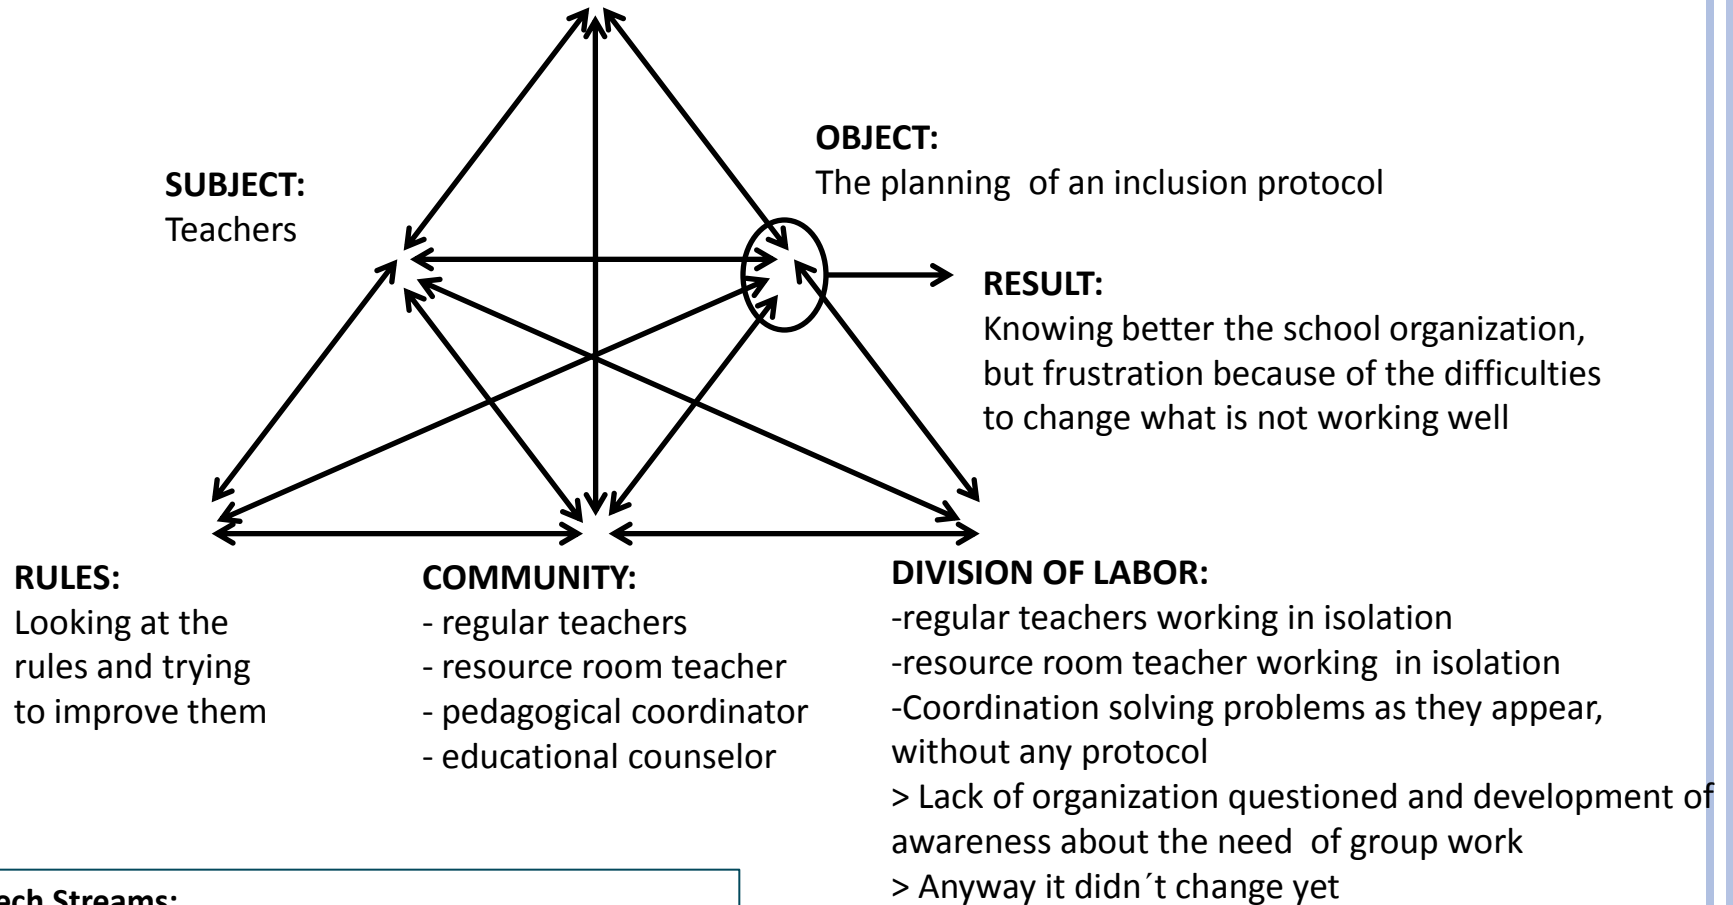 SUBJECT:
Teachers
OBJECT:
The planning of an inclusion protocol
RESULT:
Knowing better the school organization,
but frustration because of the difficulties
to change what is not working well
RULES:
Looking at the
rules and trying
to improve them
COMMUNITY:
- regular teachers
- resource room teacher
- pedagogical coordinator
- educational counselor
DIVISION OF LABOR:
-regular teachers working in isolation
-resource room teacher working in isolation
-Coordination solving problems as they appear,
without any protocol
> Lack of organization questioned and development of
awareness about the need of group work
> Anyway it didn´t change yet
Streams: